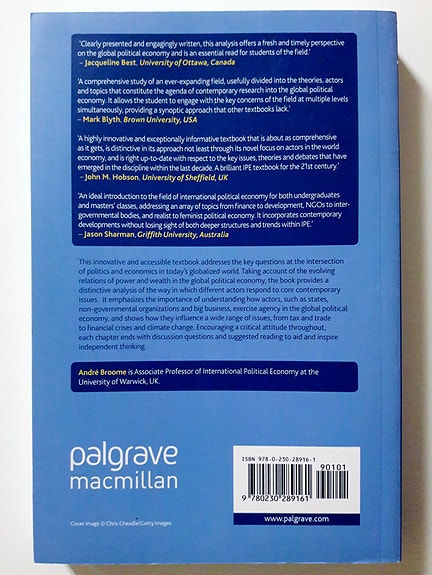 'Clearly presented and engagingly written, this analysis offers a fresh and timely perspective
on the global political economy and is an essential read for students of the field.'
– Jacqueline Best, University of Ottawa, Canada
'A comprehensive study of an ever-expanding field, usefully divided into the theories, actors
and topics that constitute the agenda of contemporary research into the global political
economy. It allows the student to engage with the key concerns of the field at multiple levels
simultaneously, providing a synoptic approach that other textbooks lack.'
– Mark Blyth, Brown University, USA
'A highly innovative and exceptionally informative textbook that is about as comprehensive
as it gets, is distinctive in its approach not least through its novel focus on actors in the world
economy, and is right up-to-date with respect to the key issues, theories and debates that have
emerged in the discipline within the last decade. A brilliant IPE textbook for the 21st century.'
– John M. Hobson, University of Sheffield, UK
'An ideal introduction to the field of international political economy for both undergraduates
and masters' classes, addressing an array of topics from finance to development, NGOs to inter-
governmental bodies, and realist to feminist political economy. It incorporates contemporary
developments without losing sight of both deeper structures and trends within IPE.'
– Jason Sharman, Griffith University, Australia
This innovative and accessible textbook addresses the key questions at the intersection
of politics and economics in today's globalized world. Taking account of the evolving
relations of power and wealth in the global political economy, the book provides a
distinctive analysis of the way in which different actors respond to core contemporary
issues. It emphasizes the importance of understanding how actors, such as states,
non-governmental organizations and big business, exercise agency in the global political
economy, and shows how they influence a wide range of issues, from tax and trade
to financial crises and climate change. Encouraging a critical attitude throughout,
each chapter ends with discussion questions and suggested reading to aid and inspire
independent thinking.
André Broome is Associate Professor of International Political Economy at the
University of Warwick, UK.
palgrave
macmillan
ISBN 978-0-230-28916-1
90101
9 780230 289161
www.palgrave.com
Cover image © Chris Cheadle/Getty Images